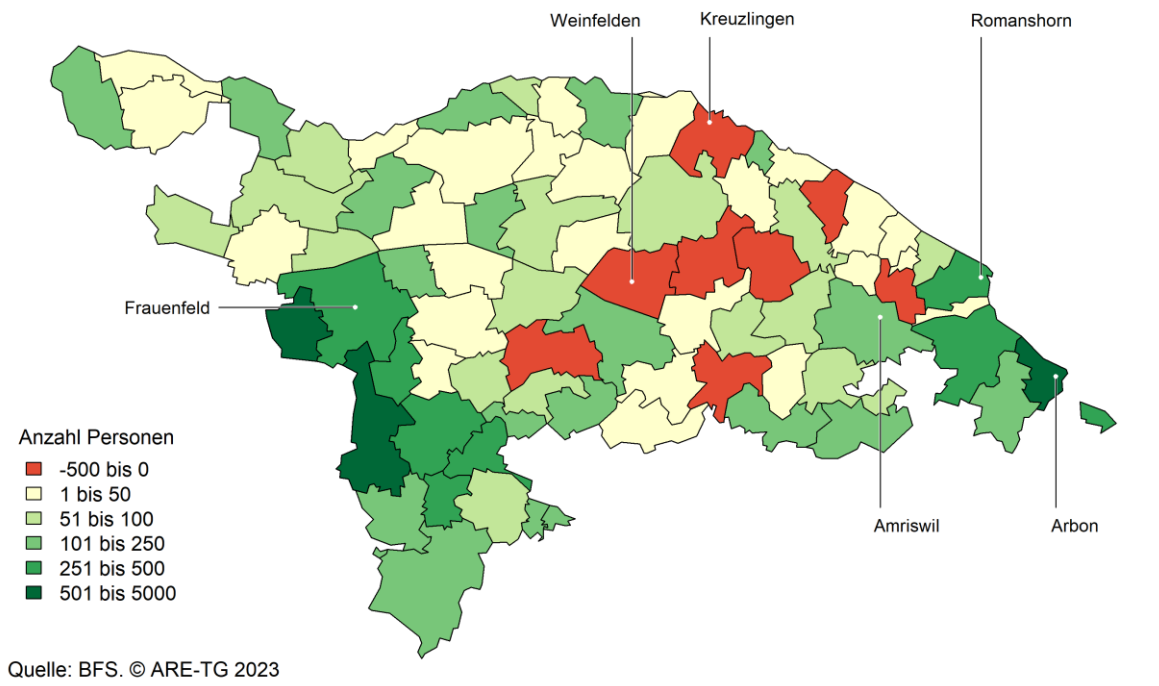 Weinfelden
Kreuzlingen
Romanshorn
Frauenfeld
Anzahl Personen
-500 bis 0
1 bis 50
51 bis 100
101 bis 250
251 bis 500
501 bis 5000
Amriswil
Arbon
Quelle: BFS. © ARE-TG 2023